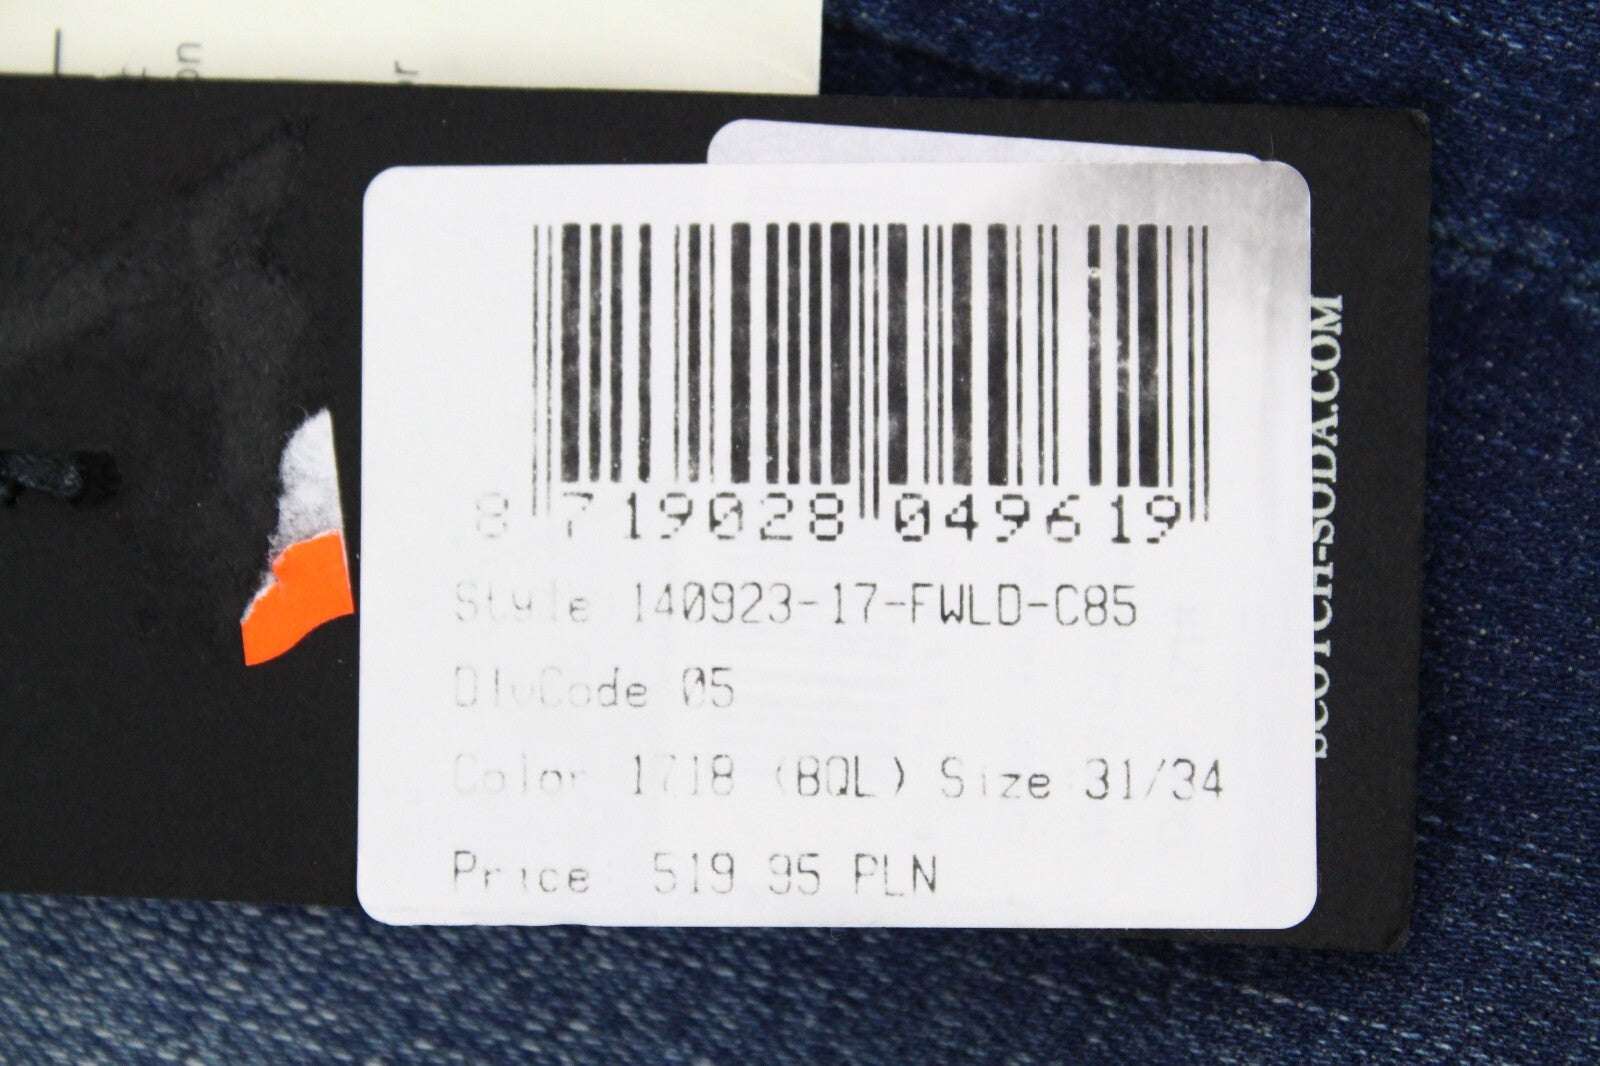 8 719028 049619
Style 140923-17-FWLD-C85
DlvCode 05
Color 1718 (BQL) Size 31/34
Price 519 95 PLN
SCOTCH-SODA.COM